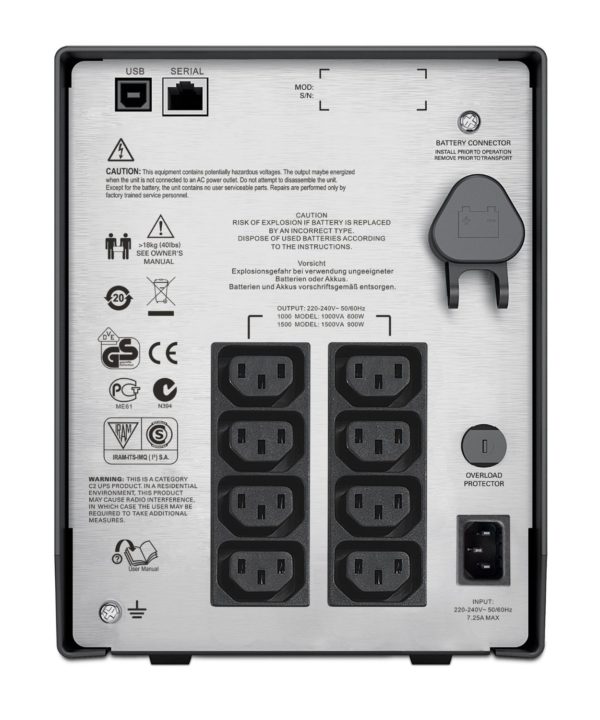 USB
SERIAL
MOD:
S/N:
BATTERY CONNECTOR
INSTALL PRIOR TO OPERATION
REMOVE PRIOR TO TRANSPORT
CAUTION: This equipment contains potentially hazardous voltages. The output maybe energized
when the unit is not connected to an AC power outlet. Do not attempt to disassemble the unit.
Except for the battery, the unit contains no user serviceable parts. Repairs are performed only by
factory trained service personnel.
CAUTION
RISK OF EXPLOSION IF BATTERY IS REPLACED
BY AN INCORRECT TYPE.
DISPOSE OF USED BATTERIES ACCORDING
TO THE INSTRUCTIONS.
>18kg (40lbs)
SEE OWNER'S
MANUAL
Vorsicht
Explosionsgefahr bei verwendung ungeeigneter
Batterien oder Akkus.
Batterien und Akkus vorschriftsgemäß entsorgen.
20
OUTPUT: 220-240V~ 50/60Hz
1000 MODEL: 1000VA 600W
1500 MODEL: 1500VA 900W
DVE
GS
CE
PG
ME61
N394
IRAM
S
IRAM-ITS-IMQ ( I³) S.A.
OVERLOAD
PROTECTOR
WARNING: THIS IS A CATEGORY
C2 UPS PRODUCT. IN A RESIDENTIAL
ENVIRONMENT, THIS PRODUCT
MAY CAUSE RADIO INTERFERENCE,
IN WHICH CASE THE USER MAY BE
REQUIRED TO TAKE ADDITIONAL
MEASURES.
User Manual
INPUT:
220-240V~ 50/60Hz
7.25A MAX